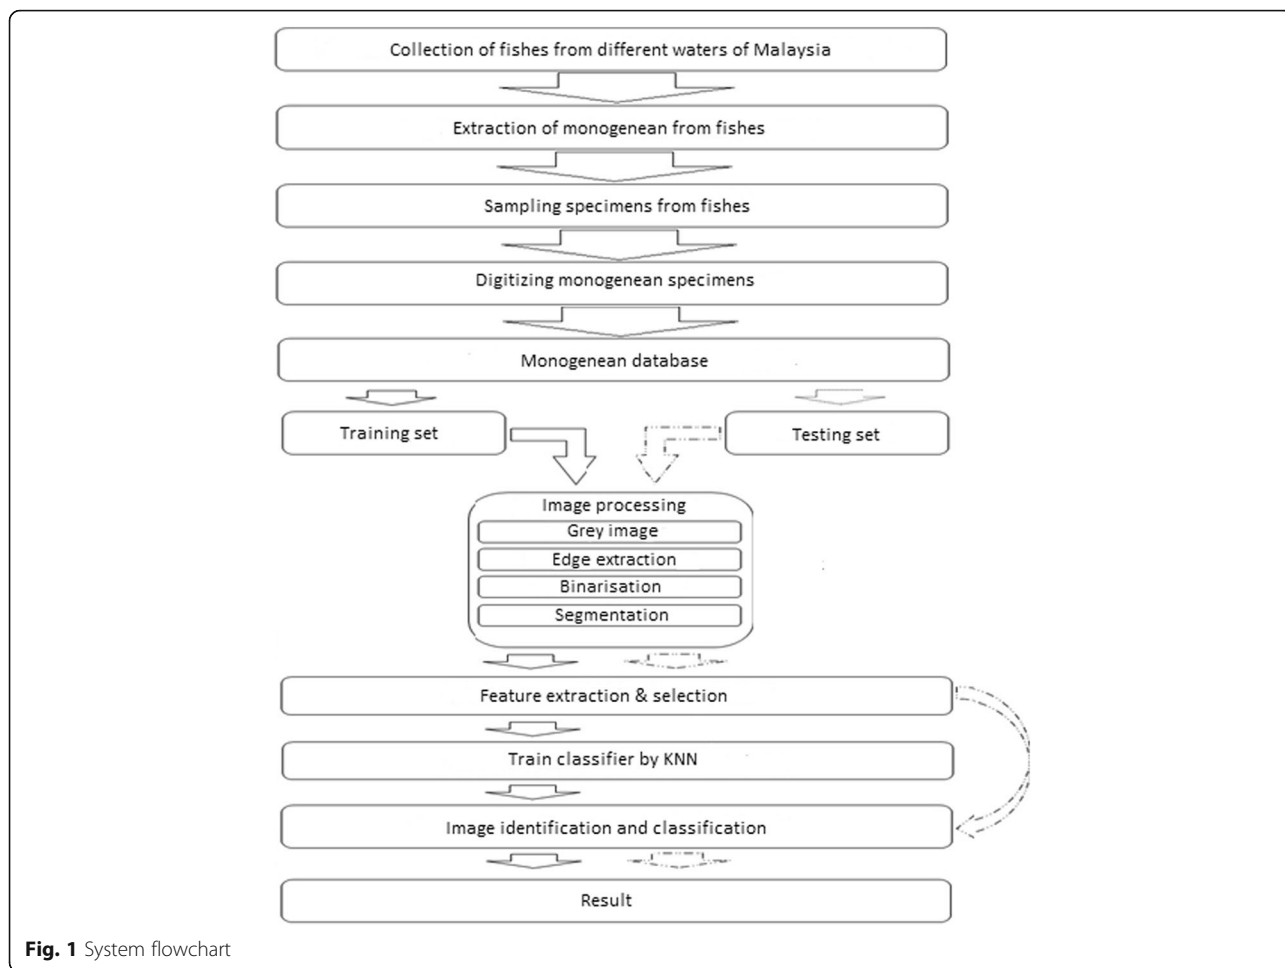 Collection of fishes from different waters of Malaysia
Extraction of monogenean from fishes
Sampling specimens from fishes
Digitizing monogenean specimens
Monogenean database
Training set
Testing set
Image processing
Grey image
Edge extraction
Binarisation
Segmentation
Feature extraction & selection
Train classifier by KNN
Image identification and classification
Result
Fig. 1 System flowchart